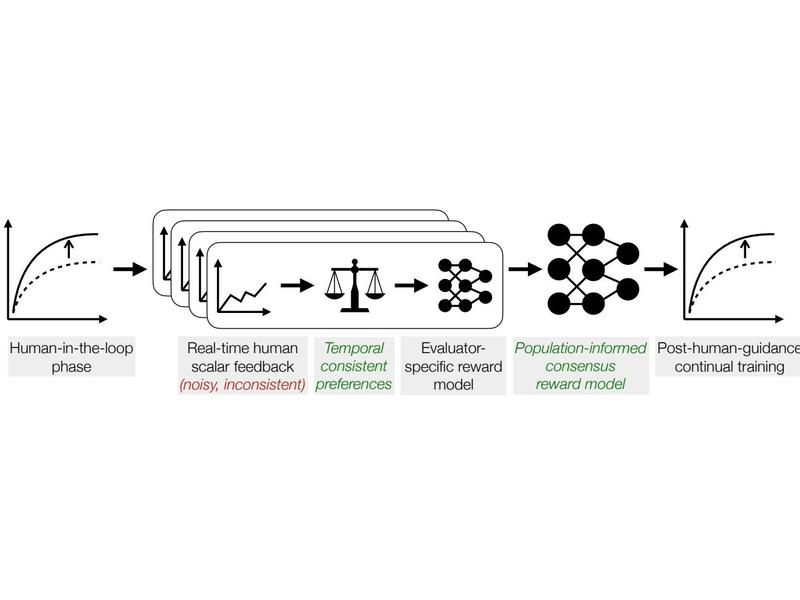 Human-in-the-loop
phase
Real-time human
scalar feedback
(noisy, inconsistent)
Temporal
consistent
preferences
Evaluator-
specific reward
model
Population-informed
consensus
reward model
Post-human-guidance
continual training